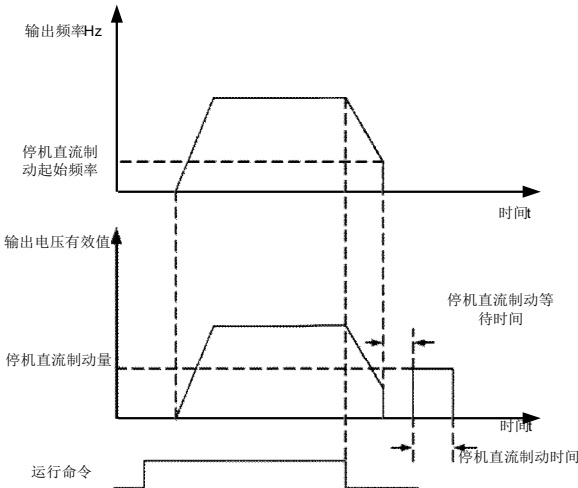 输出频率Hz
停机直流制
动起始频率
时间t
输出电压有效值
停机直流制动等
待时间
停机直流制动量
时间t
停机直流制动时间
运行命令